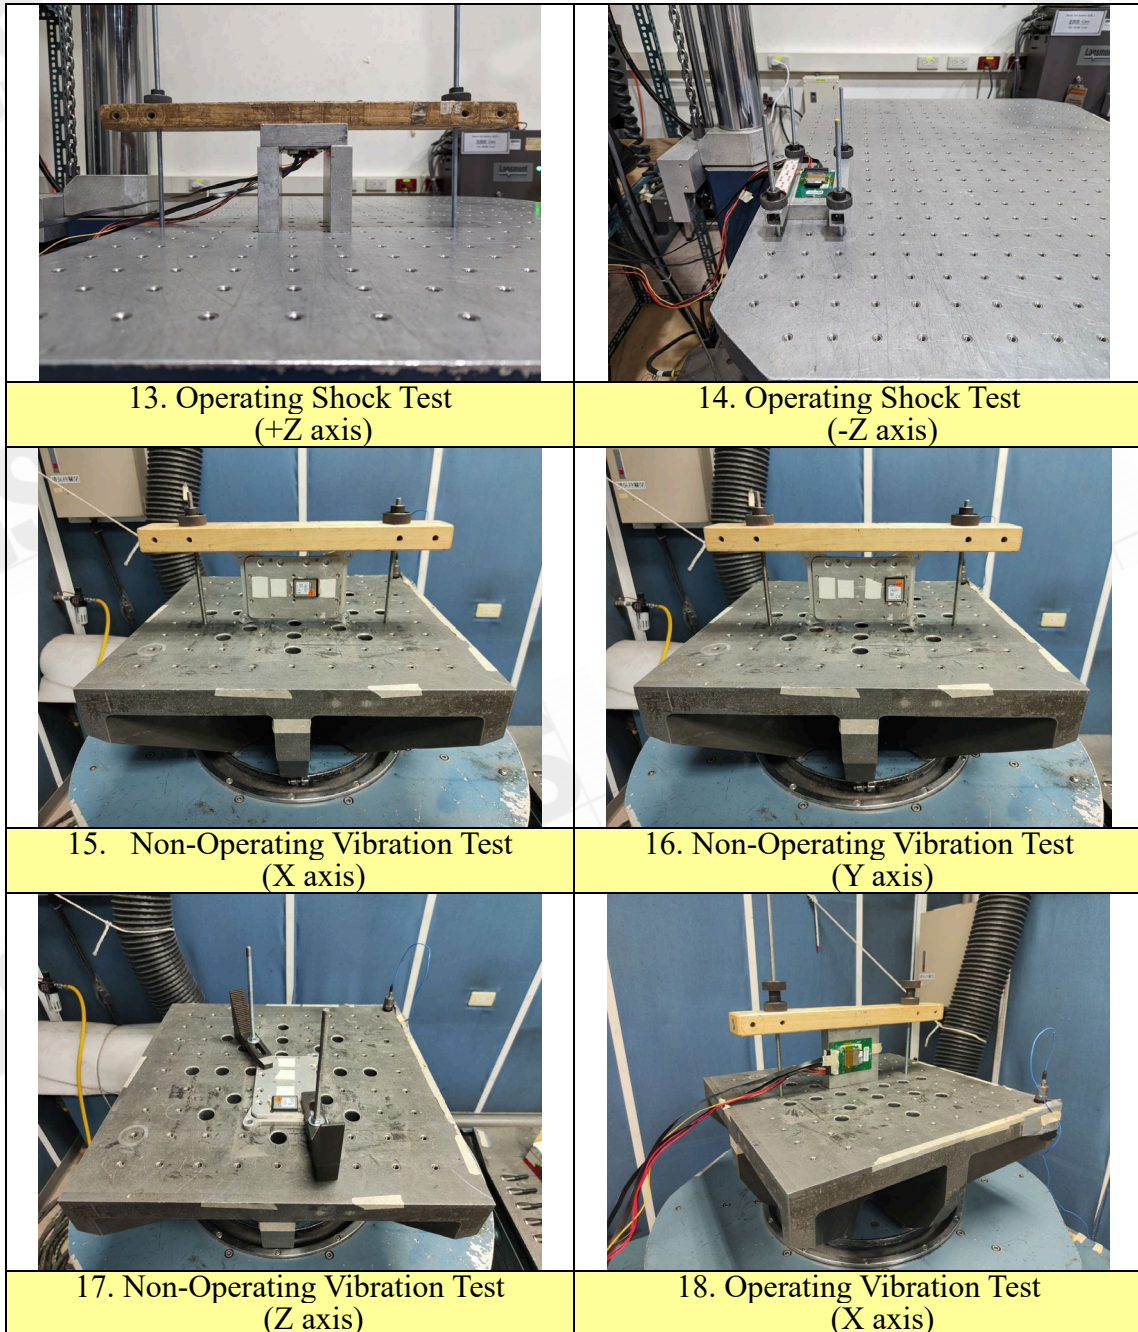 Lansmont
13. Operating Shock Test
(+Z axis)
14. Operating Shock Test
(-Z axis)
15. Non-Operating Vibration Test
(X axis)
16. Non-Operating Vibration Test
(Y axis)
17. Non-Operating Vibration Test
(Z axis)
18. Operating Vibration Test
(X axis)